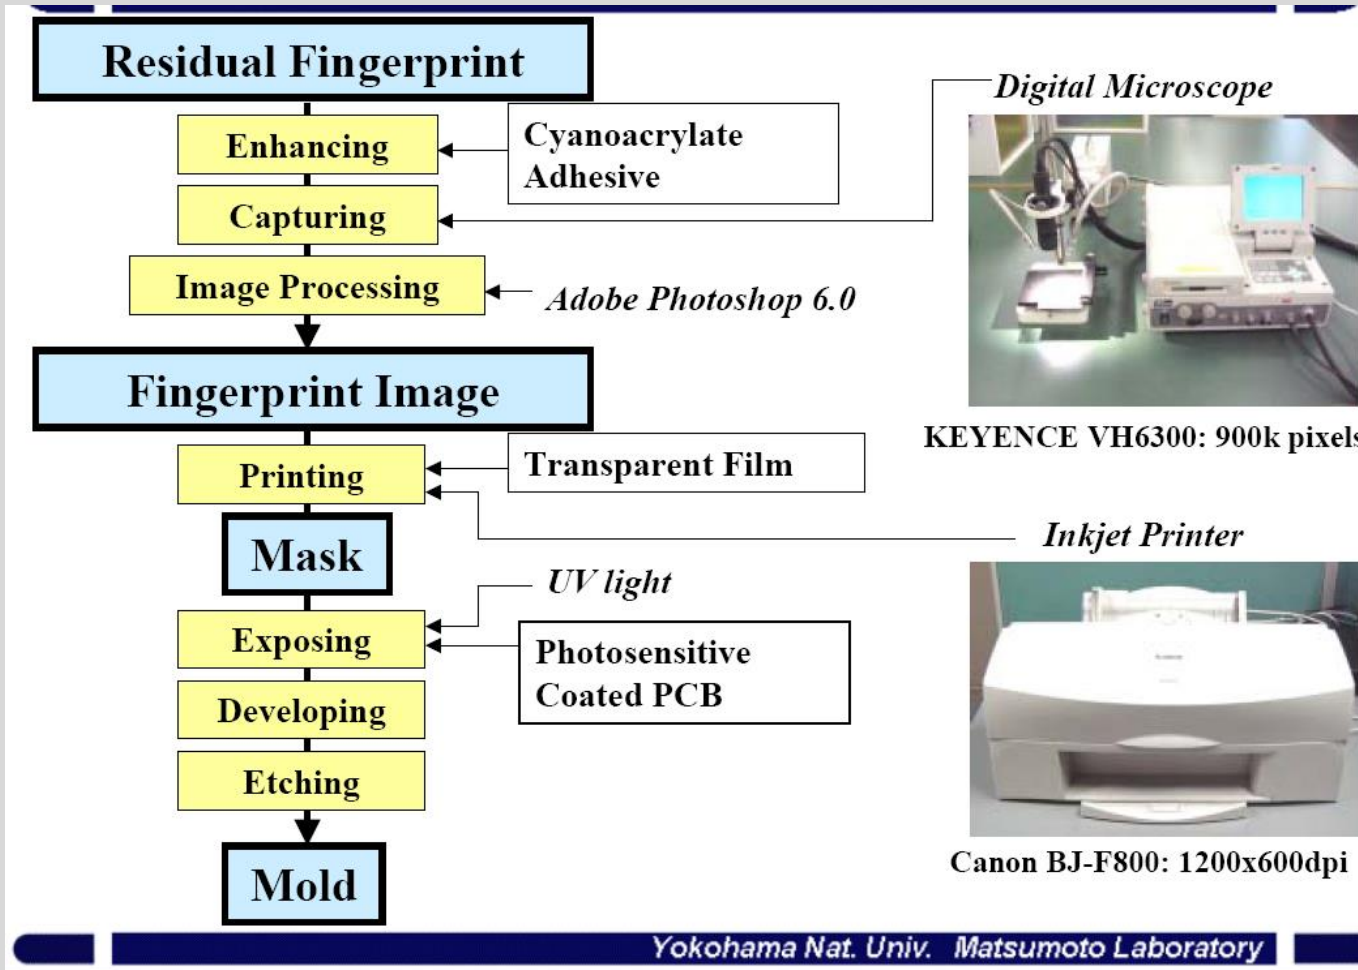 Residual Fingerprint
Enhancing
Cyanoacrylate
Adhesive
Capturing
Digital Microscope
Image Processing
Adobe Photoshop 6.0
KEYENCE VH6300: 900k pixels
Fingerprint Image
Printing
Transparent Film
Inkjet Printer
Mask
UV light
Exposing
Photosensitive
Coated PCB
Developing
Etching
Canon BJ-F800: 1200x600dpi
Mold
Yokohama Nat. Univ. Matsumoto Laboratory